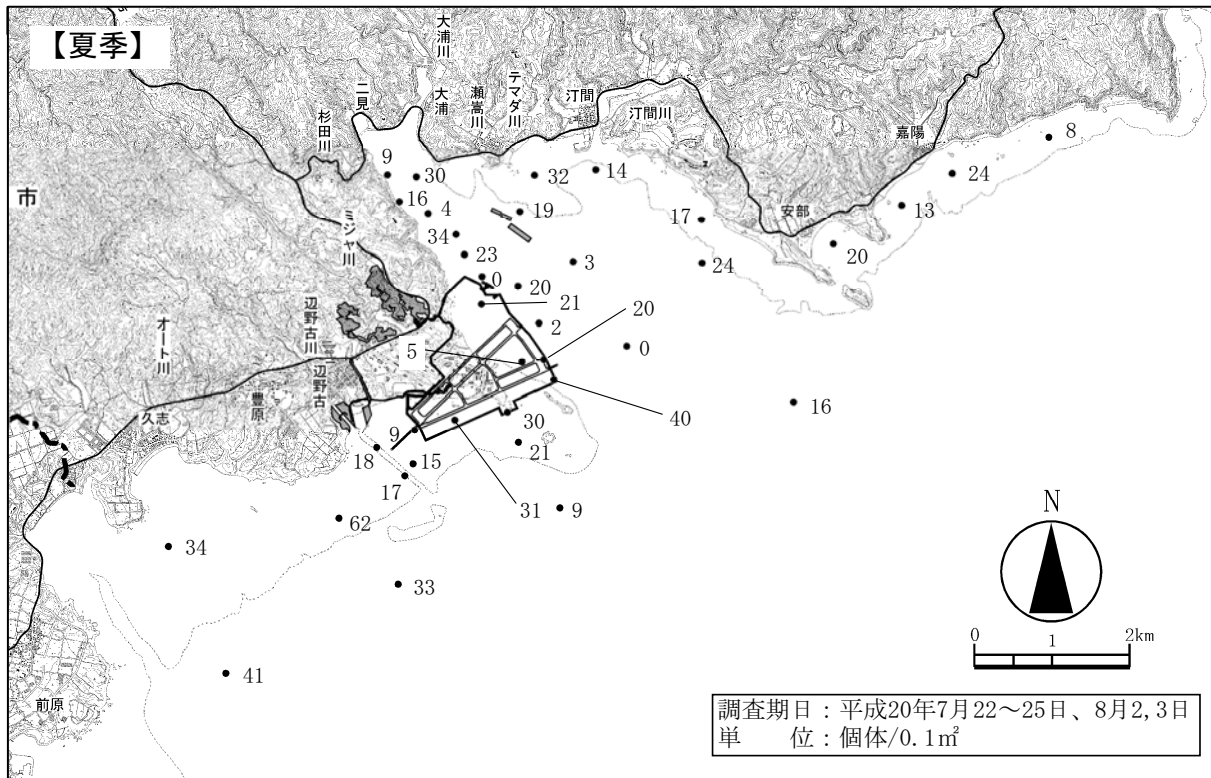 【夏季】
大浦川
テマダ川
瀬嵩川
大浦
二見
杉田川
汀間
汀間川
嘉陽
安部
市
ミジャ川
辺野古川
辺野古
オート川
豊原
久志
前原
8
24
13
20
9
30
32
14
16
4
19
17
34
23
3
24
0
20
21
20
2
5
0
40
16
30
9
21
18
15
17
31
9
62
34
33
41
N
0 1 2km
調査期日：平成20年7月22～25日、8月2,3日
単　　位：個体/0.1㎡